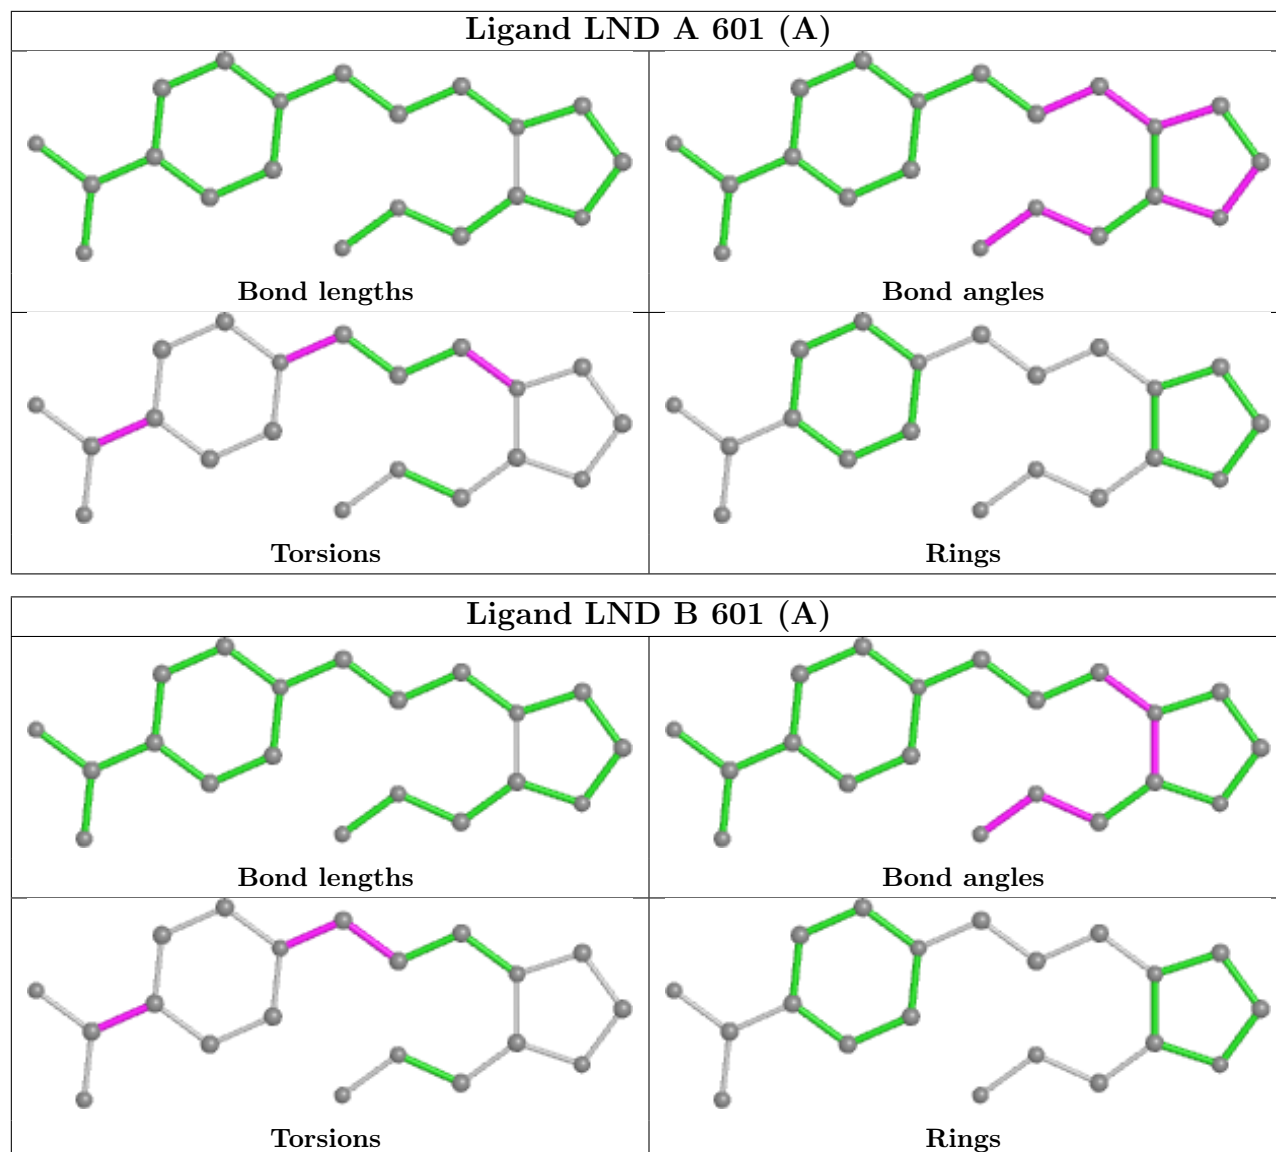 Ligand LND A 601 (A)
Bond lengths
Bond angles
Torsions
Rings
Ligand LND B 601 (A)
Bond lengths
Bond angles
Torsions
Rings